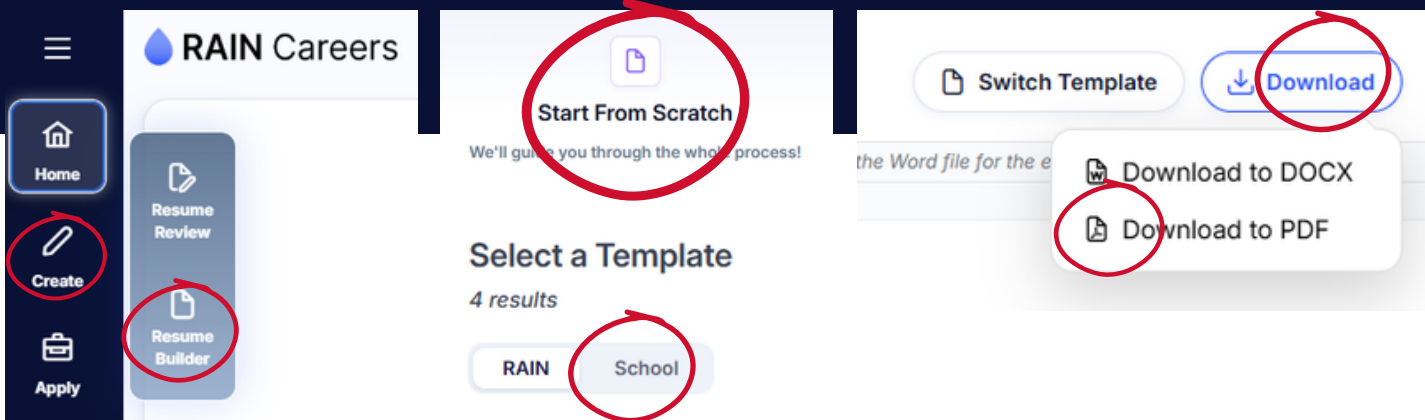 RAIN Careers
Home
Create
Apply
Resume
Review
Resume
Builder
Start From Scratch
We'll guide you through the whole process!
Select a Template
4 results
RAIN
School
Switch Template
Download
the Word file for the e
Download to DOCX
Download to PDF